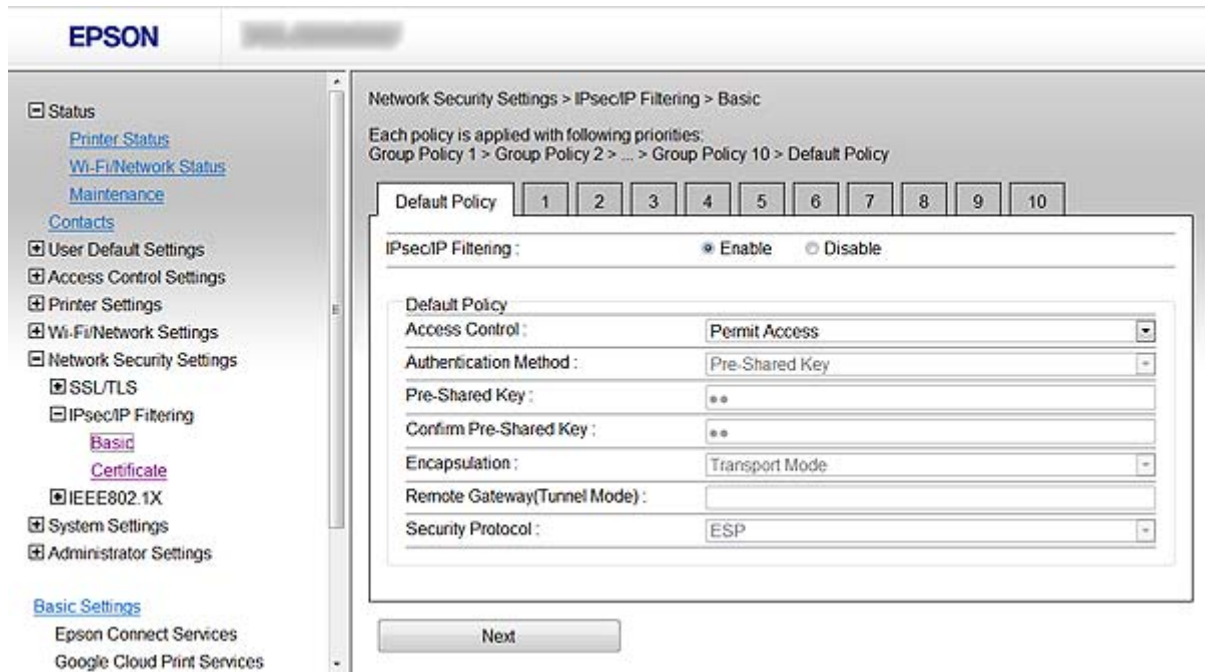 EPSON
Status
Printer Status
Wi-Fi/Network Status
Maintenance
Contacts
User Default Settings
Access Control Settings
Printer Settings
Wi-Fi/Network Settings
Network Security Settings
SSL/TLS
IPsec/IP Filtering
Basic
Certificate
IEEE802.1X
System Settings
Administrator Settings
Basic Settings
Epson Connect Services
Google Cloud Print Services
Network Security Settings > IPsec/IP Filtering > Basic
Each policy is applied with following priorities:
Group Policy 1 > Group Policy 2 > ... > Group Policy 10 > Default Policy
Default Policy 1 2 3 4 5 6 7 8 9 10
IPsec/IP Filtering : Enable Disable
Default Policy
Access Control : Permit Access
Authentication Method : Pre-Shared Key
Pre-Shared Key : ●●
Confirm Pre-Shared Key : ●●
Encapsulation : Transport Mode
Remote Gateway(Tunnel Mode) :
Security Protocol : ESP
Next